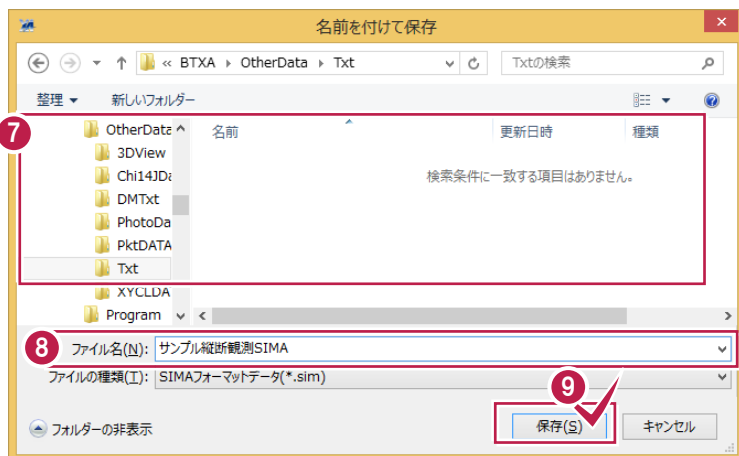 名前を付けて保存
« BTXA ▸ OtherData ▸ Txt
Txtの検索
整理 ▼ 新しいフォルダー
7
OtherData
3DView
Chi14JDa
DMTxt
PhotoDa
PktDATA
Txt
XYCLDA
Program
名前 更新日時 種類
検索条件に一致する項目はありません。
8
ファイル名(N): サンプル縦断観測SIMA
ファイルの種類(T): SIMAフォーマットデータ(*.sim)
9
フォルダーの非表示
保存(S) キャンセル